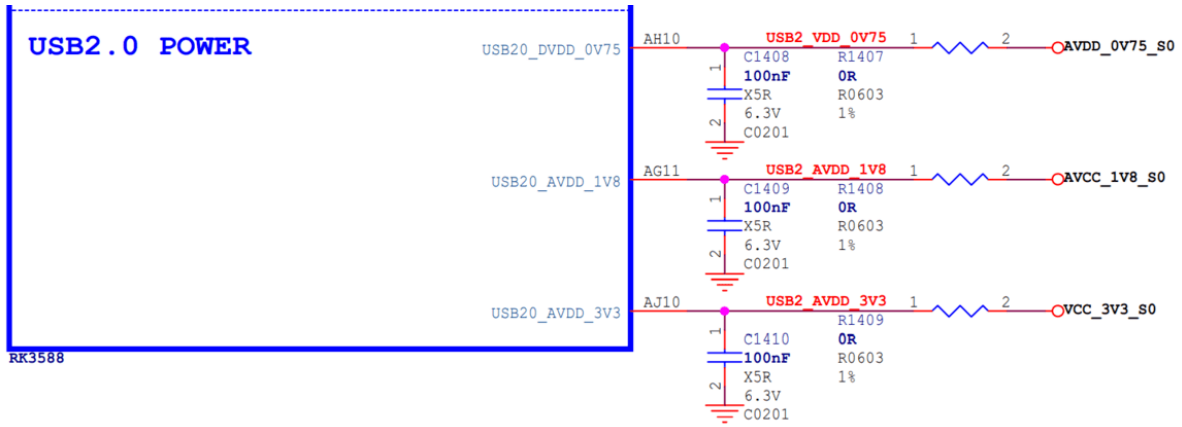 USB2.0 POWER
USB20_DVDD_0V75
AH10
USB2_VDD_0V75
1
2
AVDD_0V75_S0
1
2
C1408
100nF
X5R
6.3V
C0201
R1407
0R
R0603
1%
USB20_AVDD_1V8
AG11
USB2_AVDD_1V8
1
2
AVCC_1V8_S0
1
2
C1409
100nF
X5R
6.3V
C0201
R1408
0R
R0603
1%
USB20_AVDD_3V3
AJ10
USB2_AVDD_3V3
1
2
VCC_3V3_S0
1
2
C1410
100nF
X5R
6.3V
C0201
R1409
0R
R0603
1%
RK3588